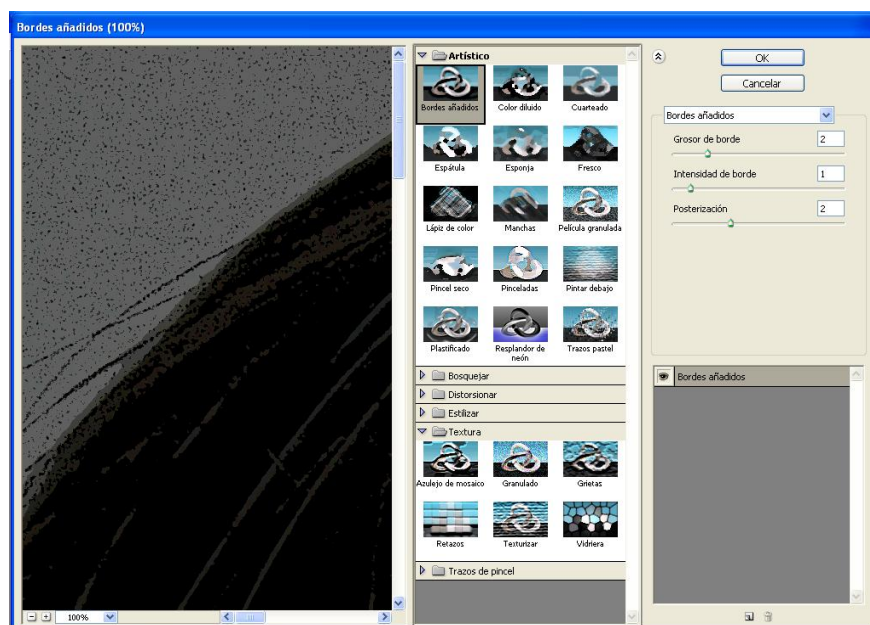 Bordes añadidos (100%)
Artístico
Bordes añadidos
Color diluido
Cuarteado
Espátula
Esponja
Fresco
Lápiz de color
Manchas
Película granulada
Pincel seco
Pinceladas
Pintar debajo
Plastificado
Resplandor de
neón
Trazos pastel
Bosquejar
Distorsionar
Estilizar
Textura
Azulejo de mosaico
Granulado
Grietas
Retazos
Texturizar
Vidriera
Trazos de pincel
OK
Cancelar
Bordes añadidos
Grosor de borde
2
Intensidad de borde
1
Posterización
2
Bordes añadidos
100%